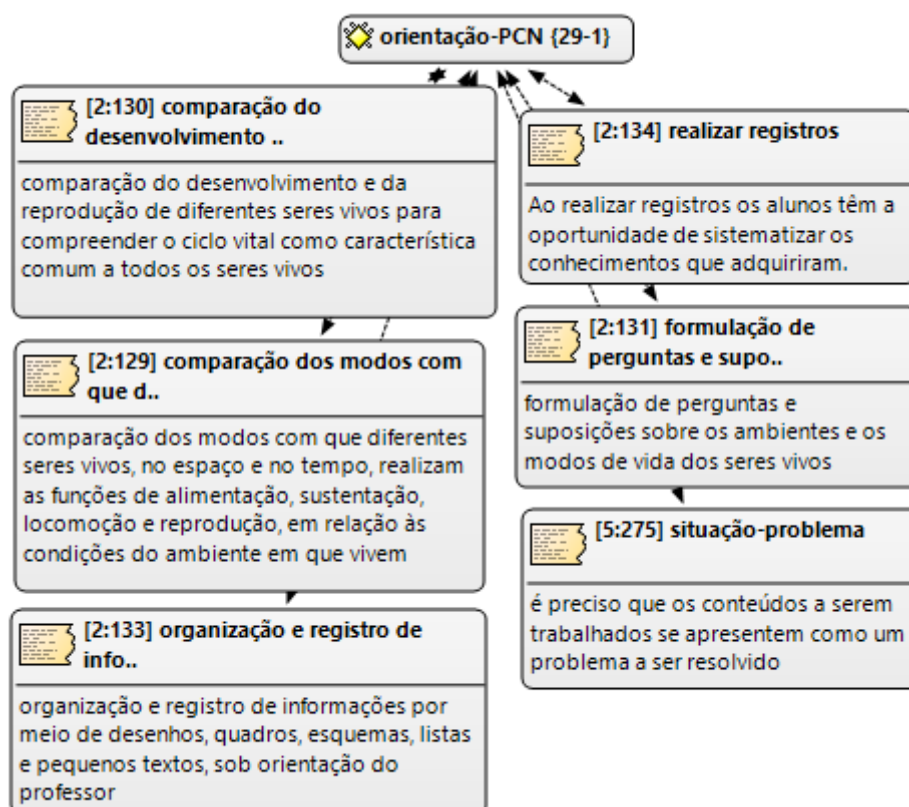 orientação-PCN {29-1}
[2:130] comparação do
desenvolvimento ..
comparação do desenvolvimento e da
reprodução de diferentes seres vivos para
compreender o ciclo vital como característica
comum a todos os seres vivos
[2:129] comparação dos modos com
que d..
comparação dos modos com que diferentes
seres vivos, no espaço e no tempo, realizam
as funções de alimentação, sustentação,
locomoção e reprodução, em relação às
condições do ambiente em que vivem
[2:133] organização e registro de
info..
organização e registro de informações por
meio de desenhos, quadros, esquemas, listas
e pequenos textos, sob orientação do
professor
[2:134] realizar registros
Ao realizar registros os alunos têm a
oportunidade de sistematizar os
conhecimentos que adquiriram.
[2:131] formulação de
perguntas e supo..
formulação de perguntas e
suposições sobre os ambientes e os
modos de vida dos seres vivos
[5:275] situação-problema
é preciso que os conteúdos a serem
trabalhados se apresentem como um
problema a ser resolvido